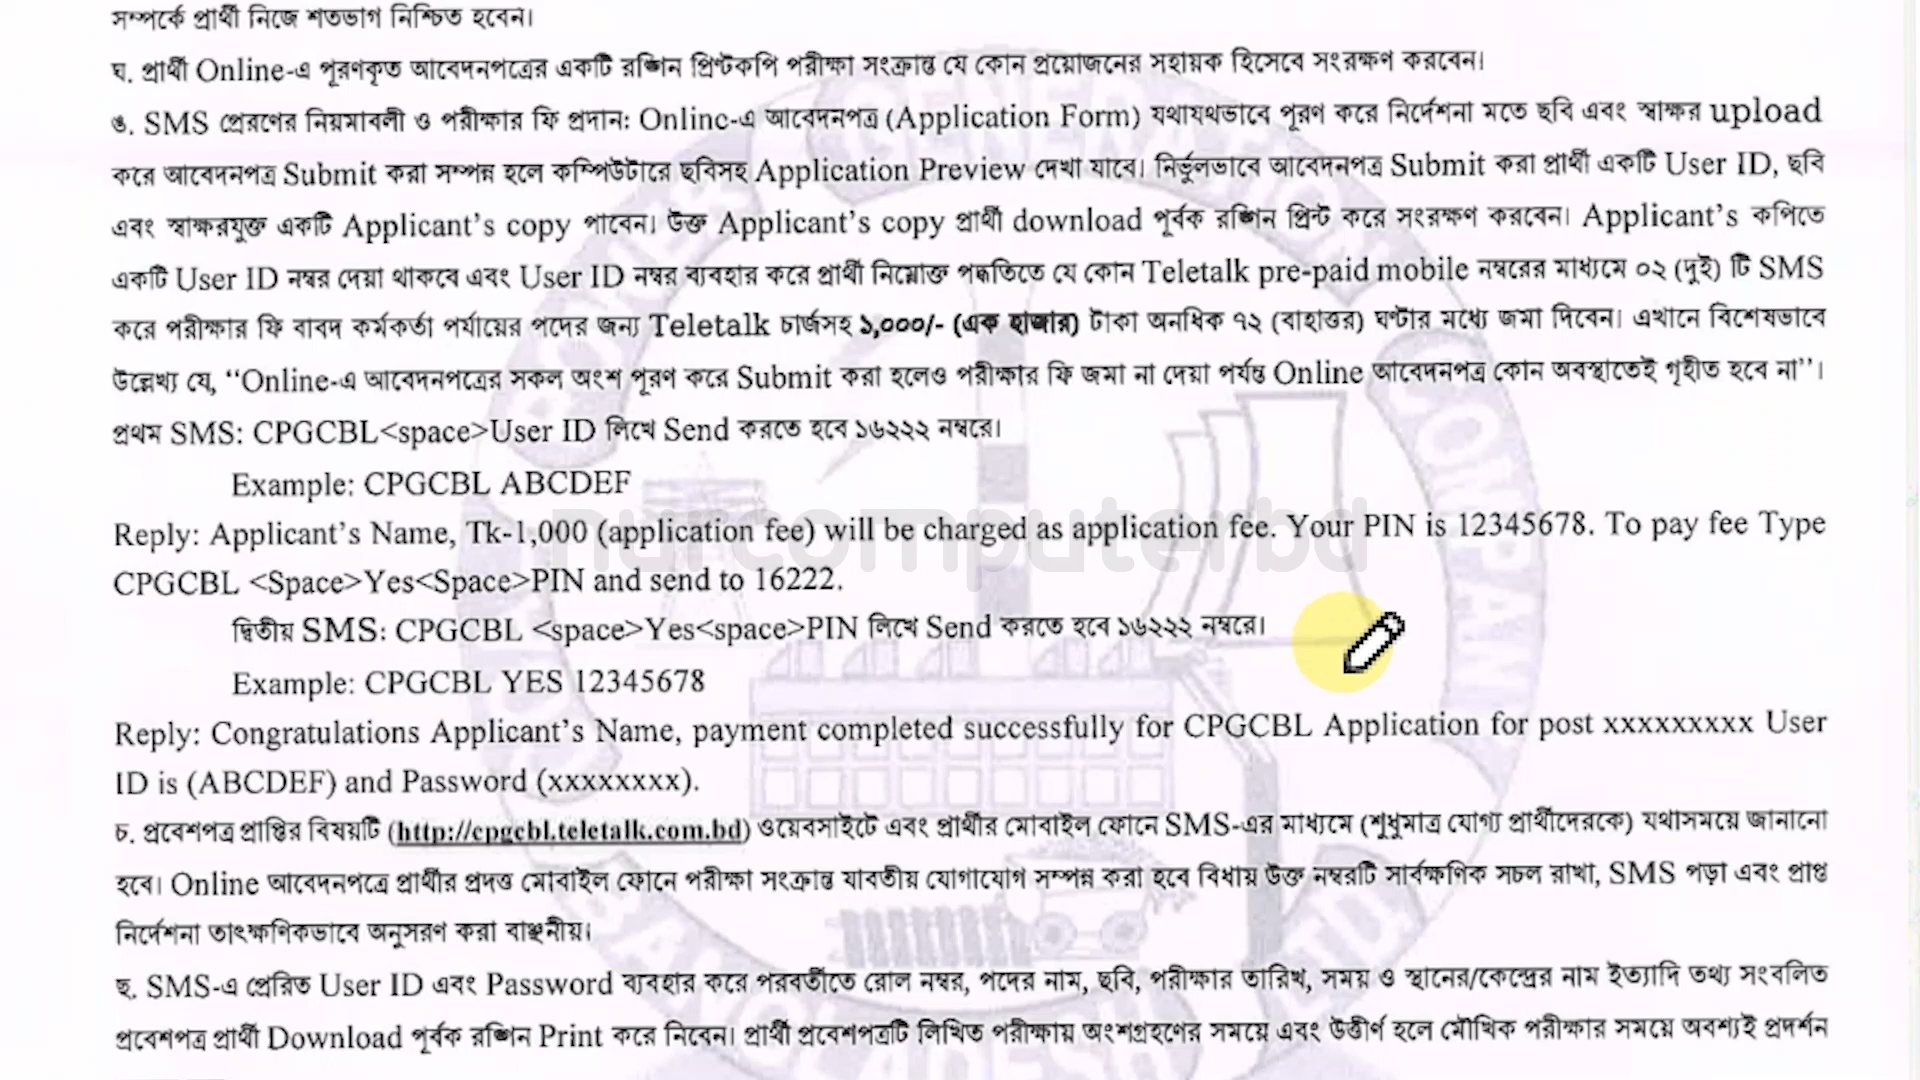 সম্পর্কে প্রার্থী নিজে শতভাগ নিশ্চিত হবেন।
ঘ. প্রার্থী Online-এ পূরণকৃত আবেদনপত্রের একটি রঙ্গিন প্রিন্টকপি পরীক্ষা সংক্রান্ত যে কোন প্রয়োজনের সহায়ক হিসেবে সংরক্ষণ করবেন।
ঙ. SMS প্রেরণের নিয়মাবলী ও পরীক্ষার ফি প্রদান: Online-এ আবেদনপত্র (Application Form) যথাযথভাবে পূরণ করে নির্দেশনা মতে ছবি এবং স্বাক্ষর upload
করে আবেদনপত্র Submit করা সম্পন্ন হলে কম্পিউটারে ছবিসহ Application Preview দেখা যাবে। নির্ভুলভাবে আবেদনপত্র Submit করা প্রার্থী একটি User ID, ছবি
এবং স্বাক্ষরযুক্ত একটি Applicant's copy পাবেন। উক্ত Applicant's copy প্রার্থী download পূর্বক রঙ্গিন প্রিন্ট করে সংরক্ষণ করবেন। Applicant's কপিতে
একটি User ID নম্বর দেয়া থাকবে এবং User ID নম্বর ব্যবহার করে প্রার্থী নিম্নোক্ত পদ্ধতিতে যে কোন Teletalk pre-paid mobile নম্বরের মাধ্যমে ০২ (দুই) টি SMS
করে পরীক্ষার ফি বাবদ কর্মকর্তা পর্যায়ের পদের জন্য Teletalk চার্জসহ ১,০০০/- (এক হাজার) টাকা অনধিক ৭২ (বাহাত্তর) ঘণ্টার মধ্যে জমা দিবেন। এখানে বিশেষভাবে
উল্লেখ্য যে, “Online-এ আবেদনপত্রের সকল অংশ পূরণ করে Submit করা হলেও পরীক্ষার ফি জমা না দেয়া পর্যন্ত Online আবেদনপত্র কোন অবস্থাতেই গৃহীত হবে না”।
প্রথম SMS: CPGCBL<space>User ID লিখে Send করতে হবে ১৬২২২ নম্বরে।
Example: CPGCBL ABCDEF
nurcomputerbd
Reply: Applicant's Name, Tk-1,000 (application fee) will be charged as application fee. Your PIN is 12345678. To pay fee Type
CPGCBL <Space>Yes<Space>PIN and send to 16222.
দ্বিতীয় SMS: CPGCBL <space>Yes<space>PIN লিখে Send করতে হবে ১৬২২২ নম্বরে।
Example: CPGCBL YES 12345678
Reply: Congratulations Applicant's Name, payment completed successfully for CPGCBL Application for post xxxxxxxxx User
ID is (ABCDEF) and Password (xxxxxxxx).
চ. প্রবেশপত্র প্রাপ্তির বিষয়টি (http://cpgcbl.teletalk.com.bd) ওয়েবসাইটে এবং প্রার্থীর মোবাইল ফোনে SMS-এর মাধ্যমে (শুধুমাত্র যোগ্য প্রার্থীদেরকে) যথাসময়ে জানানো
হবে। Online আবেদনপত্রে প্রার্থীর প্রদত্ত মোবাইল ফোনে পরীক্ষা সংক্রান্ত যাবতীয় যোগাযোগ সম্পন্ন করা হবে বিধায় উক্ত নম্বরটি সার্বক্ষণিক সচল রাখা, SMS পড়া এবং প্রাপ্ত
নির্দেশনা তাৎক্ষণিকভাবে অনুসরণ করা বাঞ্ছনীয়।
ছ. SMS-এ প্রেরিত User ID এবং Password ব্যবহার করে পরবর্তীতে রোল নম্বর, পদের নাম, ছবি, পরীক্ষার তারিখ, সময় ও স্থানের/কেন্দ্রের নাম ইত্যাদি তথ্য সংবলিত
প্রবেশপত্র প্রার্থী Download পূর্বক রঙ্গিন Print করে নিবেন। প্রার্থী প্রবেশপত্রটি লিখিত পরীক্ষায় অংশগ্রহণের সময়ে এবং উত্তীর্ণ হলে মৌখিক পরীক্ষার সময়ে অবশ্যই প্রদর্শন